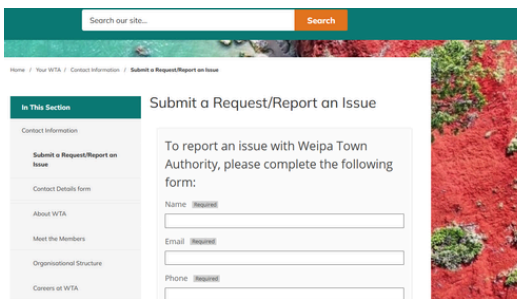 Search our site...
Search
Home / Your WTA / Contact Information / Submit a Request/Report an Issue
In This Section
Contact Information
Submit a Request/Report an
Issue
Contact Details form
About WTA
Meet the Members
Organisational Structure
Careers at WTA
Submit a Request/Report an Issue
To report an issue with Weipa Town
Authority, please complete the following
form:
Name Required
Email Required
Phone Required